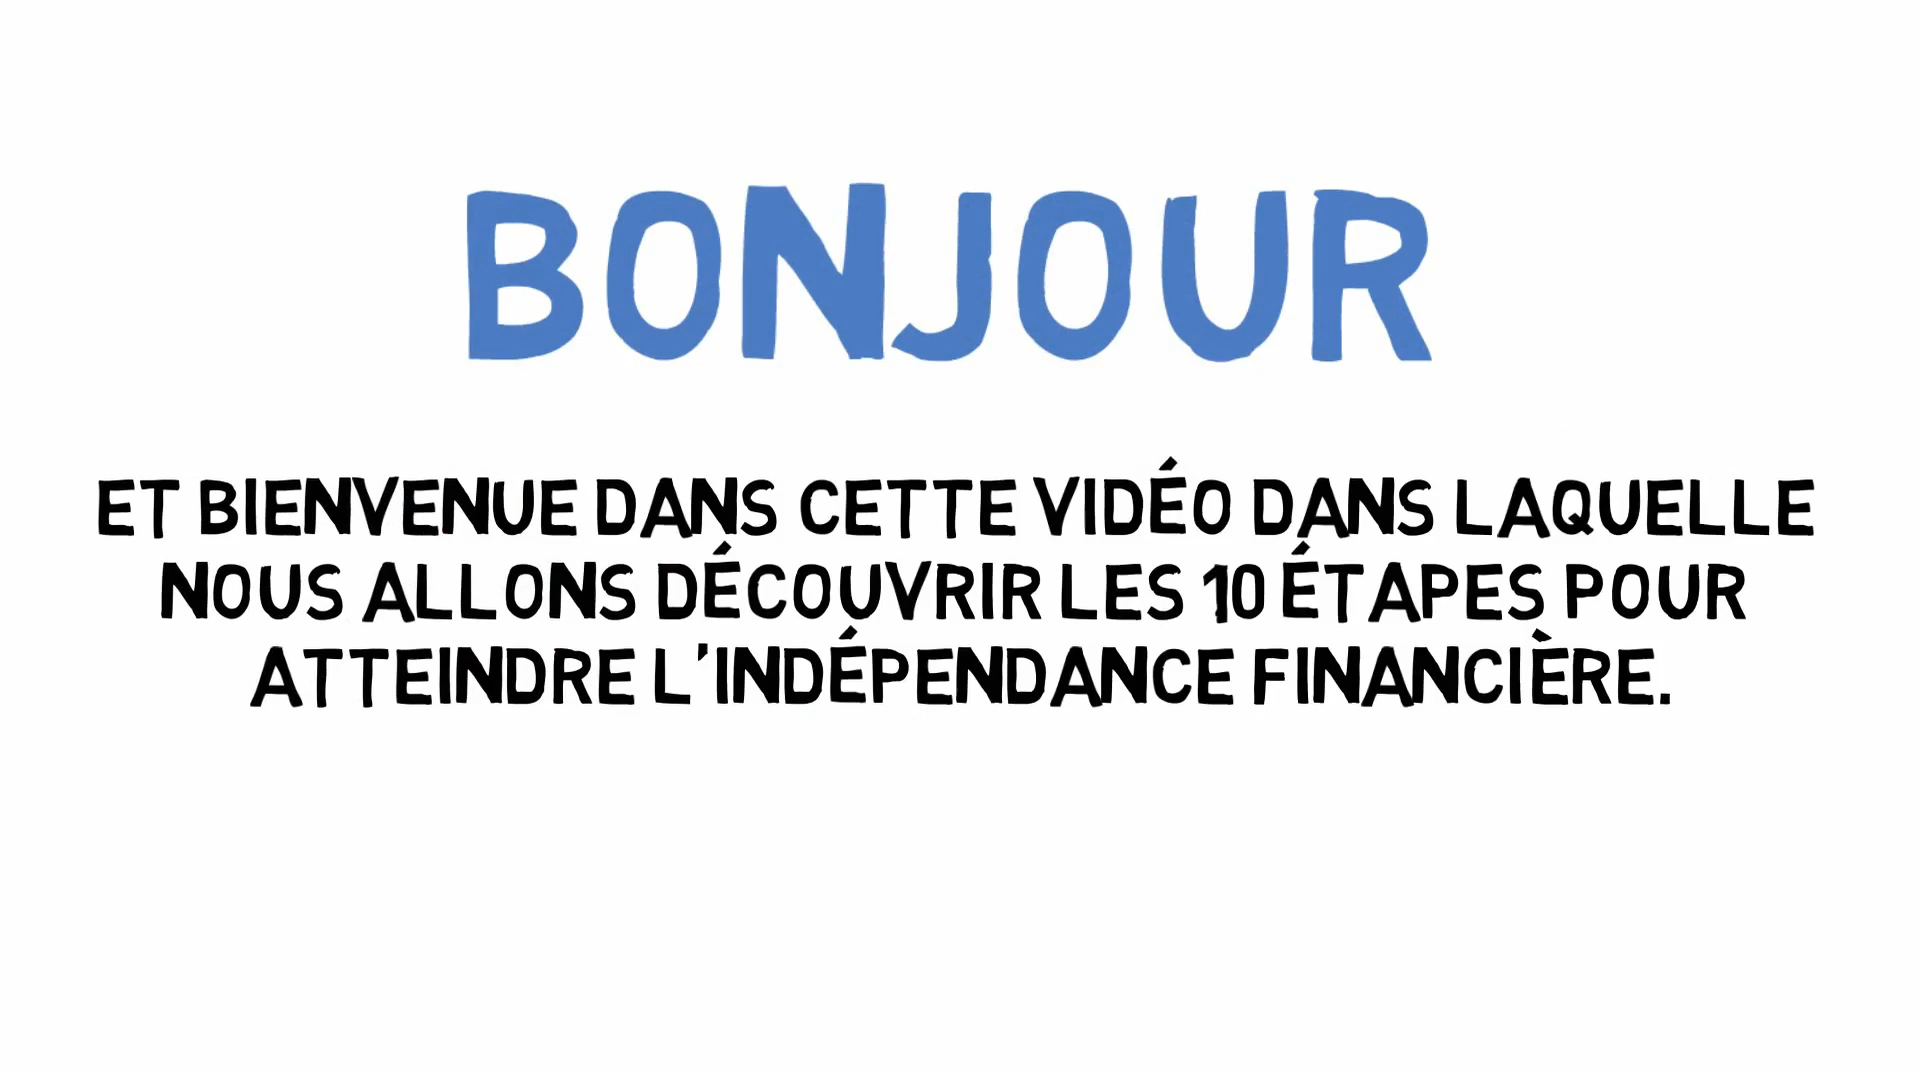 BONJOUR
ET BIENVENUE DANS CETTE VIDÉO DANS LAQUELLE
NOUS ALLONS DÉCOUVRIR LES 10 ÉTAPES POUR
ATTEINDRE L'INDÉPENDANCE FINANCIÈRE.